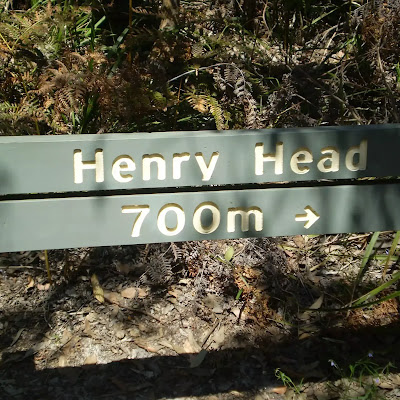 Henry Head
700m →